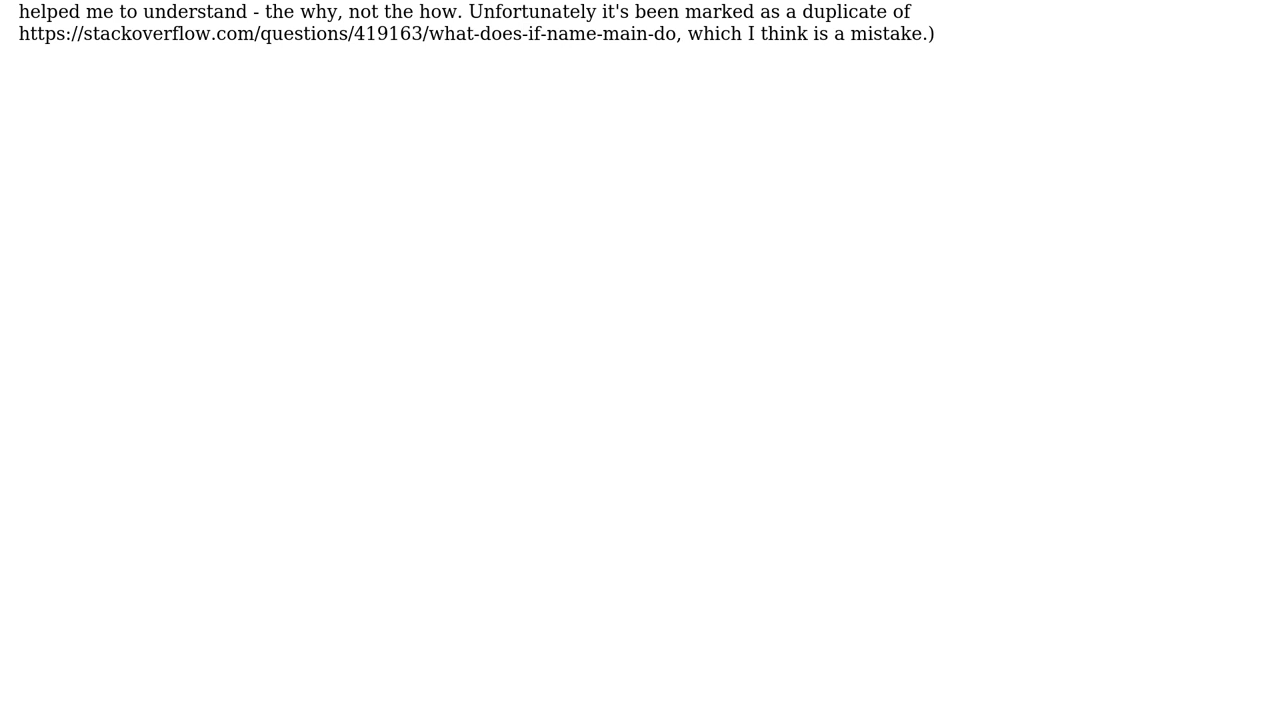 helped me to understand - the why, not the how. Unfortunately it's been marked as a duplicate of
https://stackoverflow.com/questions/419163/what-does-if-name-main-do, which I think is a mistake.)